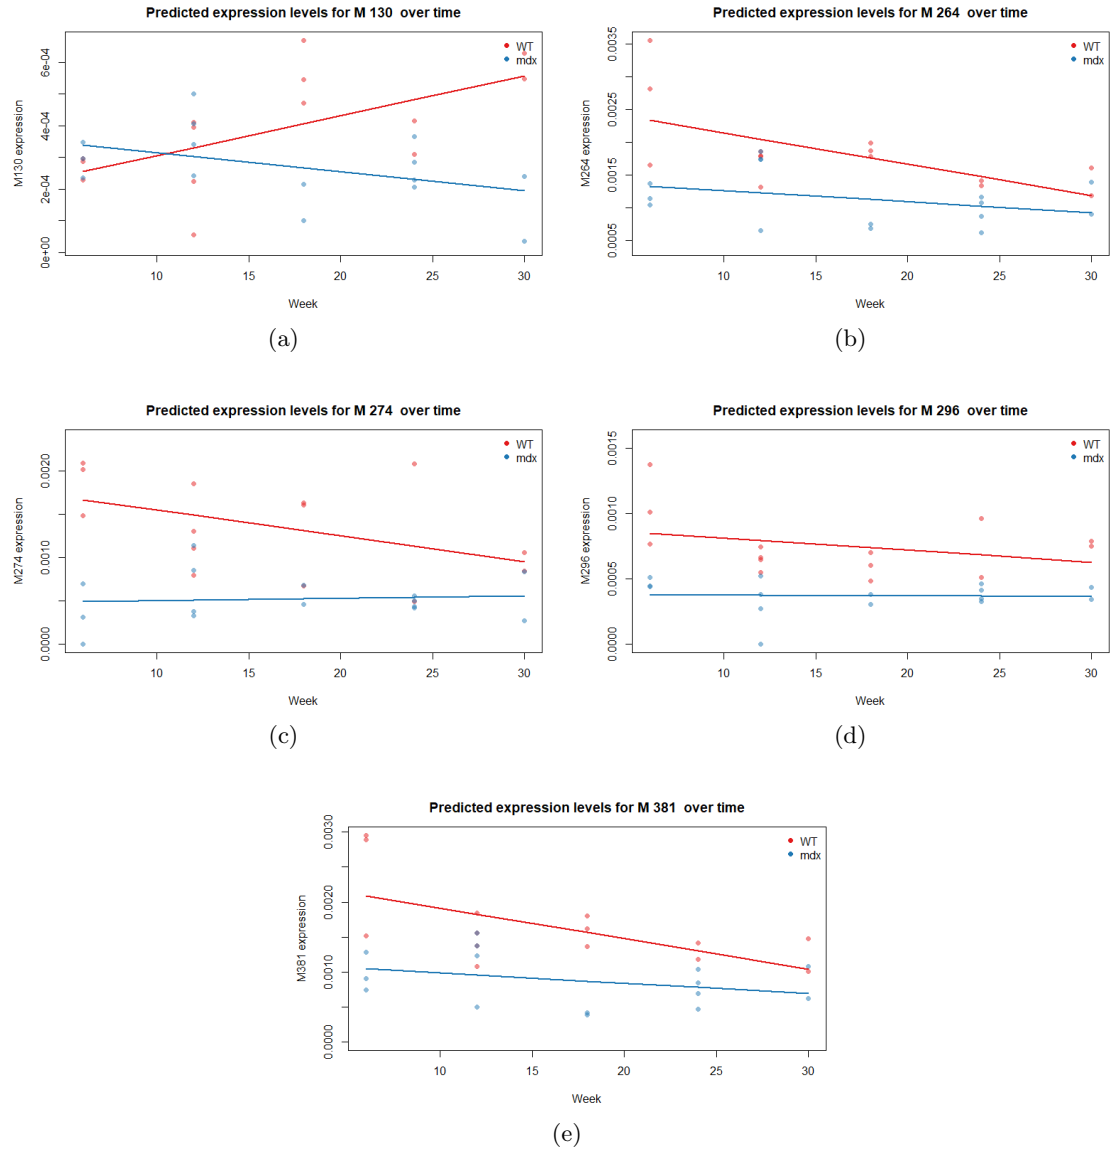 Predicted expression levels for M 130 over time
M130 expression
6e-04
4e-04
2e-04
0e+00
WT
mdx
10 15 20 25 30
Week
(a)
Predicted expression levels for M 264 over time
M264 expression
0.0035
0.0025
0.0015
0.0005
WT
mdx
10 15 20 25 30
Week
(b)
Predicted expression levels for M 274 over time
M274 expression
0.0020
0.0010
0.0000
WT
mdx
10 15 20 25 30
Week
(c)
Predicted expression levels for M 296 over time
M296 expression
0.0015
0.0010
0.0005
0.0000
WT
mdx
10 15 20 25 30
Week
(d)
Predicted expression levels for M 381 over time
M381 expression
0.0030
0.0020
0.0010
0.0000
WT
mdx
10 15 20 25 30
Week
(e)